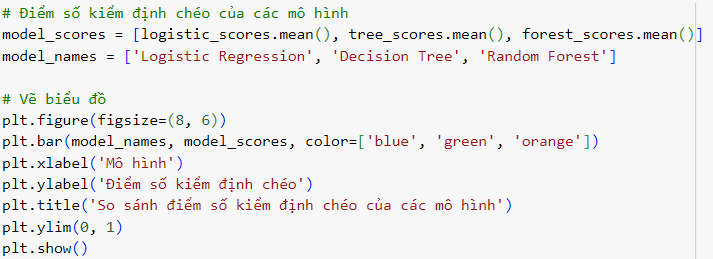 # Điểm số kiểm định chéo của các mô hình
model_scores = [logistic_scores.mean(), tree_scores.mean(), forest_scores.mean()]
model_names = ['Logistic Regression', 'Decision Tree', 'Random Forest']
# Vẽ biểu đồ
plt.figure(figsize=(8, 6))
plt.bar(model_names, model_scores, color=['blue', 'green', 'orange'])
plt.xlabel('Mô hình')
plt.ylabel('Điểm số kiểm định chéo')
plt.title('So sánh điểm số kiểm định chéo của các mô hình')
plt.ylim(0, 1)
plt.show()